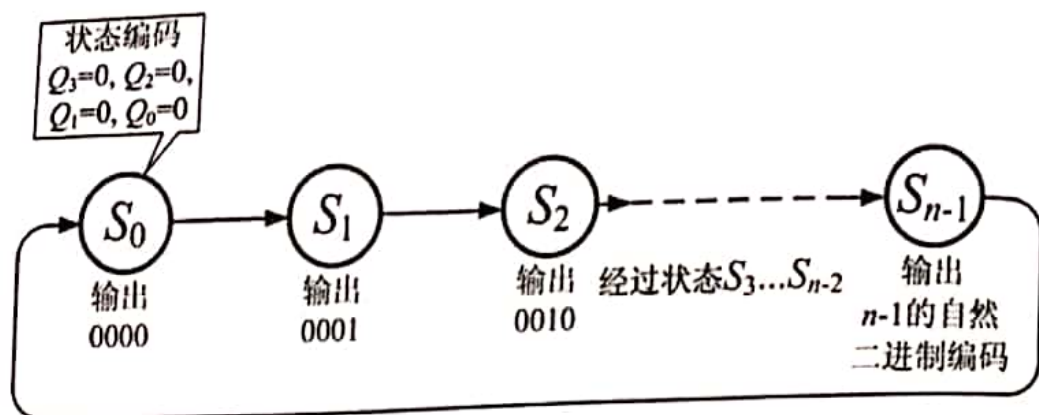 状态编码
Q₃=0, Q₂=0,
Q₁=0, Q₀=0
S₀
S₁
S₂
Sₙ₋₁
输出
0000
输出
0001
输出
0010
经过状态S₃...Sₙ₋₂
输出
n-1的自然
二进制编码